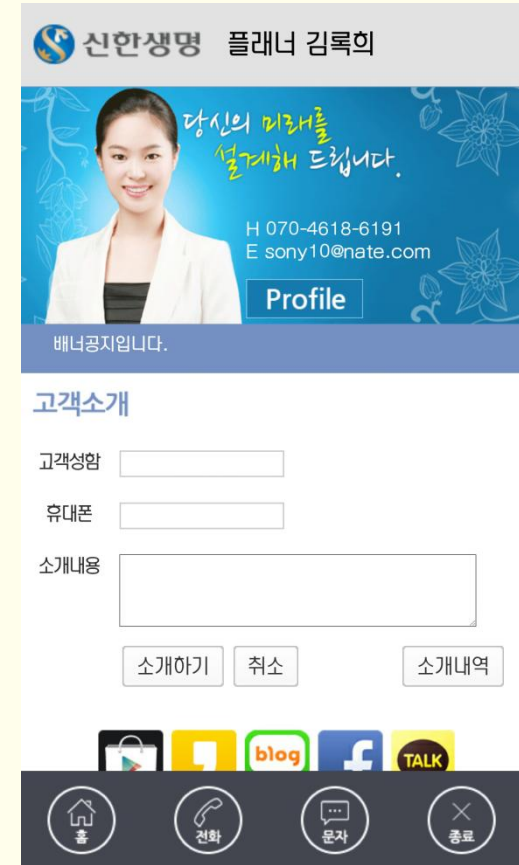 신한생명 플래너 김록희
당신의 미래를
설계해 드립니다.
H 070-4618-6191
E sony10@nate.com
Profile
배너공지입니다.
고객소개
고객성함
휴대폰
소개내용
소개하기 취소 소개내역
blog f TALK
홈 전화 문자 종료